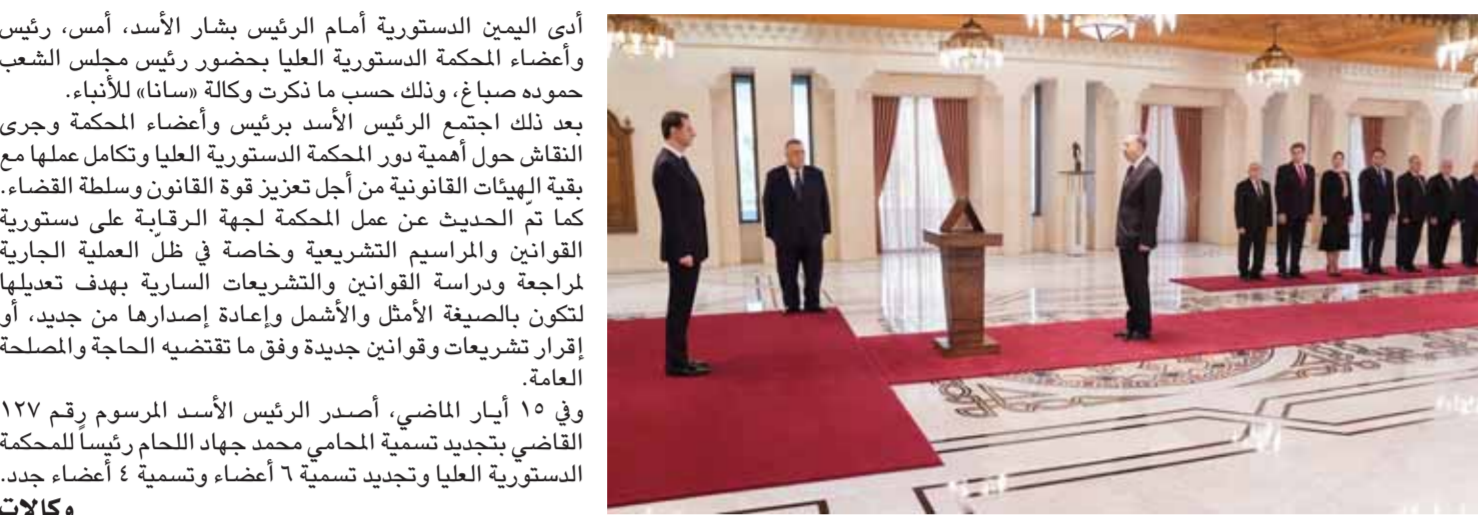 أدى اليمين الدستورية أمام الرئيس بشار الأسد، أمس، رئيس
وأعضاء المحكمة الدستورية العليا بحضور رئيس مجلس الشعب
حموده صباغ، وذلك حسب ما ذكرت وكالة «سانا» للأنباء.
بعد ذلك اجتمع الرئيس الأسد برئيس وأعضاء المحكمة وجرى
النقاش حول أهمية دور المحكمة الدستورية العليا وتكامل عملها مع
بقية الهيئات القانونية من أجل تعزيز قوة القانون وسلطة القضاء.
كما تمّ الحديث عن عمل المحكمة لجهة الرقابة على دستورية
القوانين والمراسيم التشريعية وخاصة في ظلّ العملية الجارية
لمراجعة ودراسة القوانين والتشريعات السارية بهدف تعديلها
لتكون بالصيغة الأمثل والأشمل وإعادة إصدارها من جديد، أو
إقرار تشريعات وقوانين جديدة وفق ما تقتضيه الحاجة والمصلحة
العامة.
وفي ١٥ أيار الماضي، أصدر الرئيس الأسد المرسوم رقم ١٢٧
القاضي بتجديد تسمية المحامي محمد جهاد اللحام رئيساً للمحكمة
الدستورية العليا وتجديد تسمية ٦ أعضاء وتسمية ٤ أعضاء جدد.
وكالات